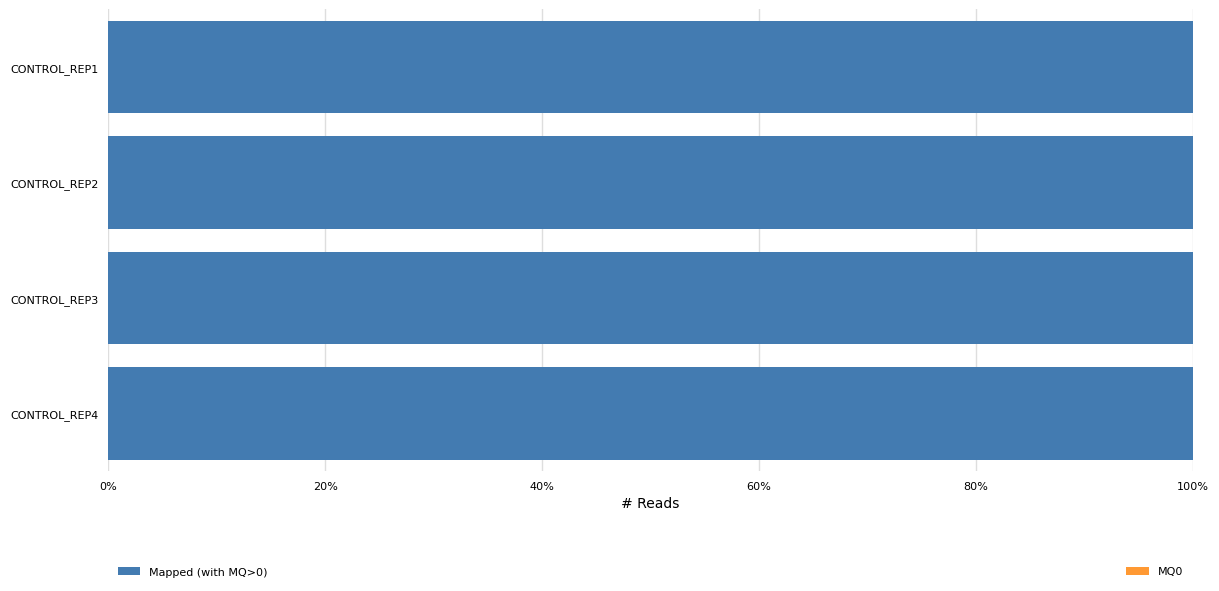 CONTROL_REP1
CONTROL_REP2
CONTROL_REP3
CONTROL_REP4
0% 20% 40% 60% 80% 100%
# Reads
Mapped (with MQ>0) MQ0